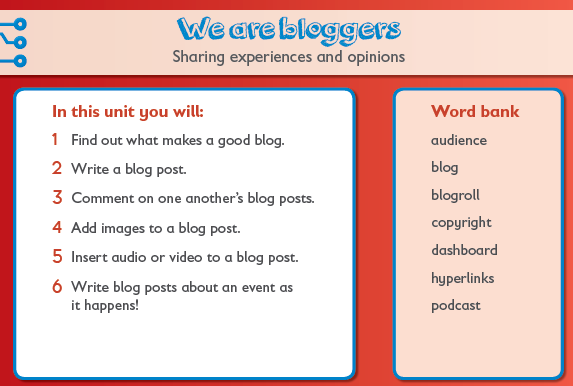 We are bloggers
Sharing experiences and opinions
In this unit you will:
1 Find out what makes a good blog.
2 Write a blog post.
3 Comment on one another’s blog posts.
4 Add images to a blog post.
5 Insert audio or video to a blog post.
6 Write blog posts about an event as
it happens!
Word bank
audience
blog
blogroll
copyright
dashboard
hyperlinks
podcast